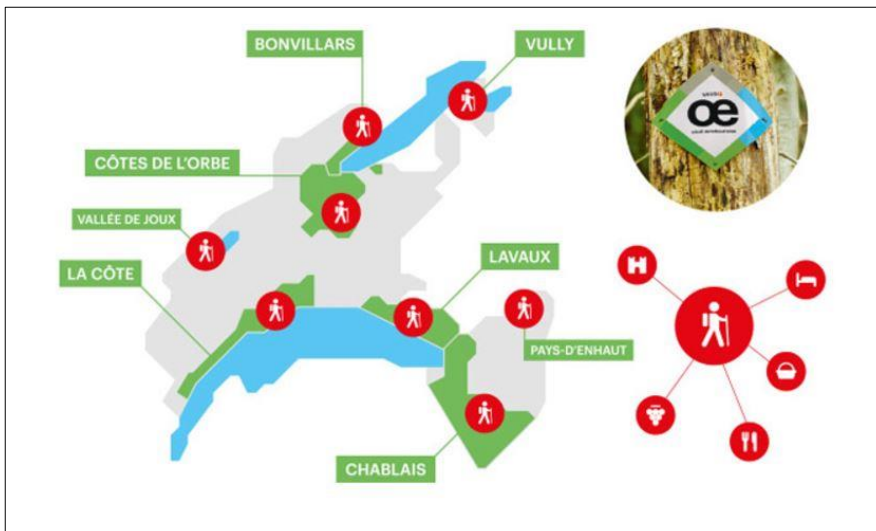 BONVILLARS
VULLY
CÔTES DE L'ORBE
VALLÉE DE JOUX
LA CÔTE
LAVAUX
PAYS-D'ENHAUT
CHABLAIS
œ